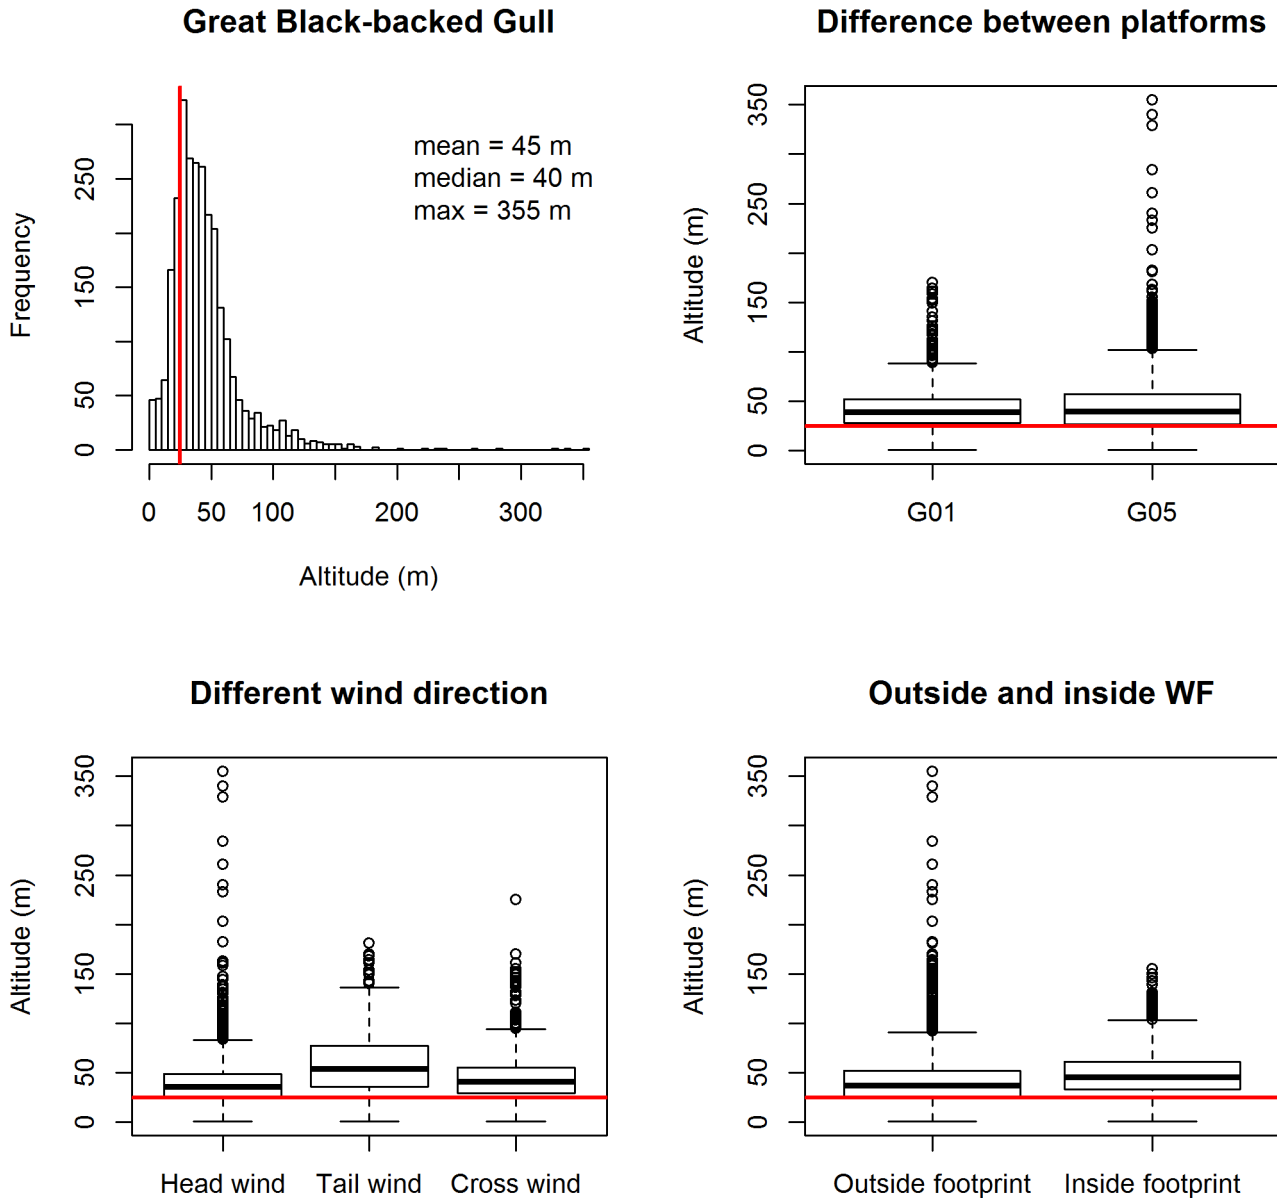 Great Black-backed Gull
mean = 45 m
median = 40 m
max = 355 m
Frequency
0
50
150
250
0
50
100
200
300
Altitude (m)
Difference between platforms
Altitude (m)
0
50
150
250
350
G01
G05
Different wind direction
Altitude (m)
0
50
150
250
350
Head wind
Tail wind
Cross wind
Outside and inside WF
Altitude (m)
0
50
150
250
350
Outside footprint
Inside footprint